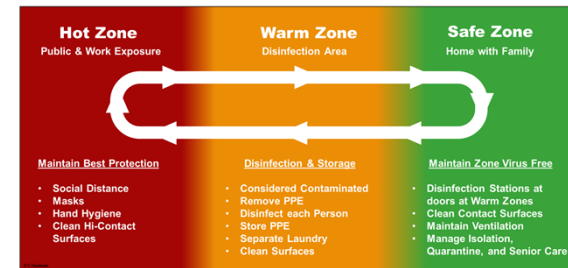 Hot Zone
Public & Work Exposure
Warm Zone
Disinfection Area
Safe Zone
Home with Family
Maintain Best Protection
• Social Distance
• Masks
• Hand Hygiene
• Clean Hi-Contact
Surfaces
Disinfection & Storage
• Considered Contaminated
• Remove PPE
• Disinfect each Person
• Store PPE
• Separate Laundry
• Clean Surfaces
Maintain Zone Virus Free
• Disinfection Stations at
doors at Warm Zones
• Clean Contact Surfaces
• Maintain Ventilation
• Manage Isolation,
Quarantine, and Senior Care